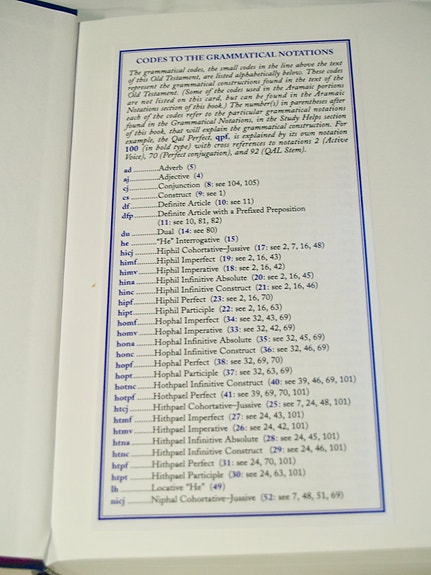 CODES TO THE GRAMMATICAL NOTATIONS
The grammatical codes, the small codes in the line above the text
of this Old Testament, are listed alphabetically below. These codes
represent the grammatical constructions found in the text of the
Old Testament. (Some of the codes used in the Aramaic portions
are not listed on this card, but can be found in the Aramaic
Notations section of this book.) The number(s) in parentheses after
each of the codes refer to the particular grammatical notations
found in the Grammatical Notations, in the Study Helps section
of this book, that will explain the grammatical construction. For
example, the Qal Perfect, qpf, is explained by its own notation
100 (in bold type) with cross references to notations 2 (Active
Voice), 70 (Perfect conjugation), and 92 (QAL Stem).
ad ..........Adverb (5)
aj ..........Adjective (4)
cj ..........Conjunction (8: see 104, 105)
cs ..........Construct (9: see 1)
df ..........Definite Article (10: see 11)
dfp ..........Definite Article with a Prefixed Preposition
(11: see 10, 81, 82)
du ..........Dual (14: see 80)
he ..........“He” Interrogative (15)
hicj ..........Hiphil Cohortative–Jussive (17: see 2, 7, 16, 48)
himf ..........Hiphil Imperfect (19: see 2, 16, 43)
himv ..........Hiphil Imperative (18: see 2, 16, 42)
hina ..........Hiphil Infinitive Absolute (20: see 2, 16, 45)
hinc ..........Hiphil Infinitive Construct (21: see 2, 16, 46)
hipf ..........Hiphil Perfect (23: see 2, 16, 70)
hipt ..........Hiphil Participle (22: see 2, 16, 63)
homf ..........Hophal Imperfect (34: see 32, 43, 69)
homv ..........Hophal Imperative (33: see 32, 42, 69)
hona ..........Hophal Infinitive Absolute (35: see 32, 45, 69)
honc ..........Hophal Infinitive Construct (36: see 32, 46, 69)
hopf ..........Hophal Perfect (38: see 32, 69, 70)
hopt ..........Hophal Participle (37: see 32, 63, 69)
hotnc ..........Hothpael Infinitive Construct (40: see 39, 46, 69, 101)
hotpf ..........Hothpael Perfect (41: see 39, 69, 70, 101)
htcj ..........Hithpael Cohortative–Jussive (25: see 7, 24, 48, 101)
htmf ..........Hithpael Imperfect (27: see 24, 43, 101)
htmv ..........Hithpael Imperative (26: see 24, 42, 101)
htna ..........Hithpael Infinitive Absolute (28: see 24, 45, 101)
htnc ..........Hithpael Infinitive Construct (29: see 24, 46, 101)
htpf ..........Hithpael Perfect (31: see 24, 70, 101)
htpt ..........Hithpael Participle (30: see 24, 63, 101)
lh ..........Locative “He” (49)
nicj ..........Niphal Cohortative–Jussive (52: see 7, 48, 51, 69)